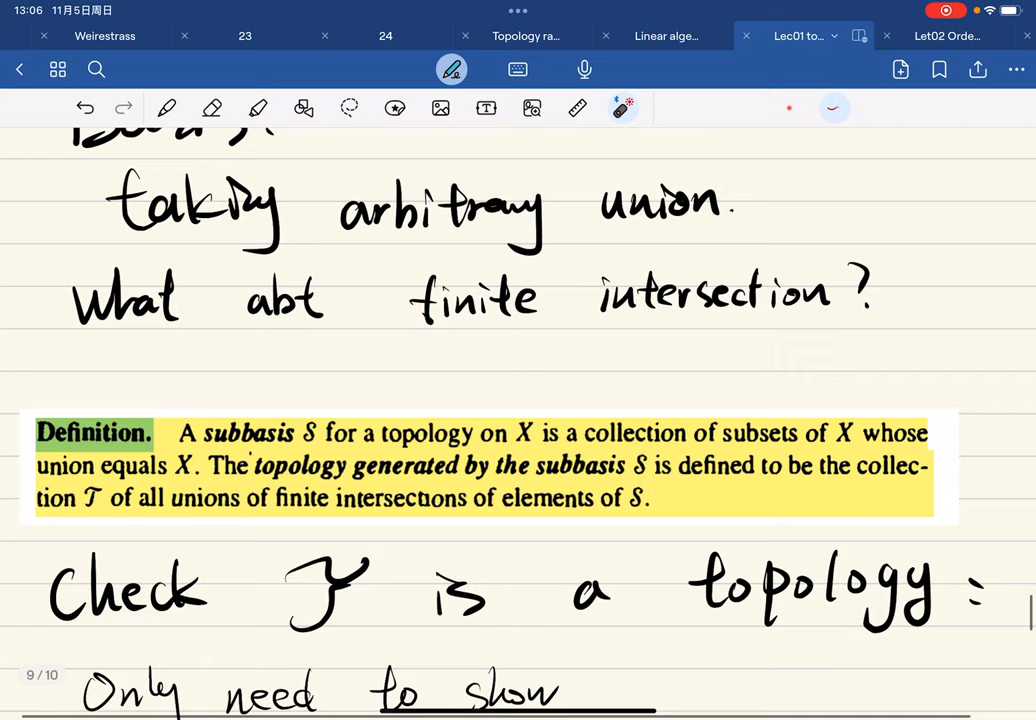 13:06 11月5日周日
Weirestrass 23 24 Topology ra... Linear alge... Lec01 to... Let02 Orde...
taking arbitrary union.
What abt finite intersection?
Definition. A subbasis S for a topology on X is a collection of subsets of X whose
union equals X. The topology generated by the subbasis S is defined to be the collec-
tion T of all unions of finite intersections of elements of S.
Check T is a topology:
9 / 10
Only need to show